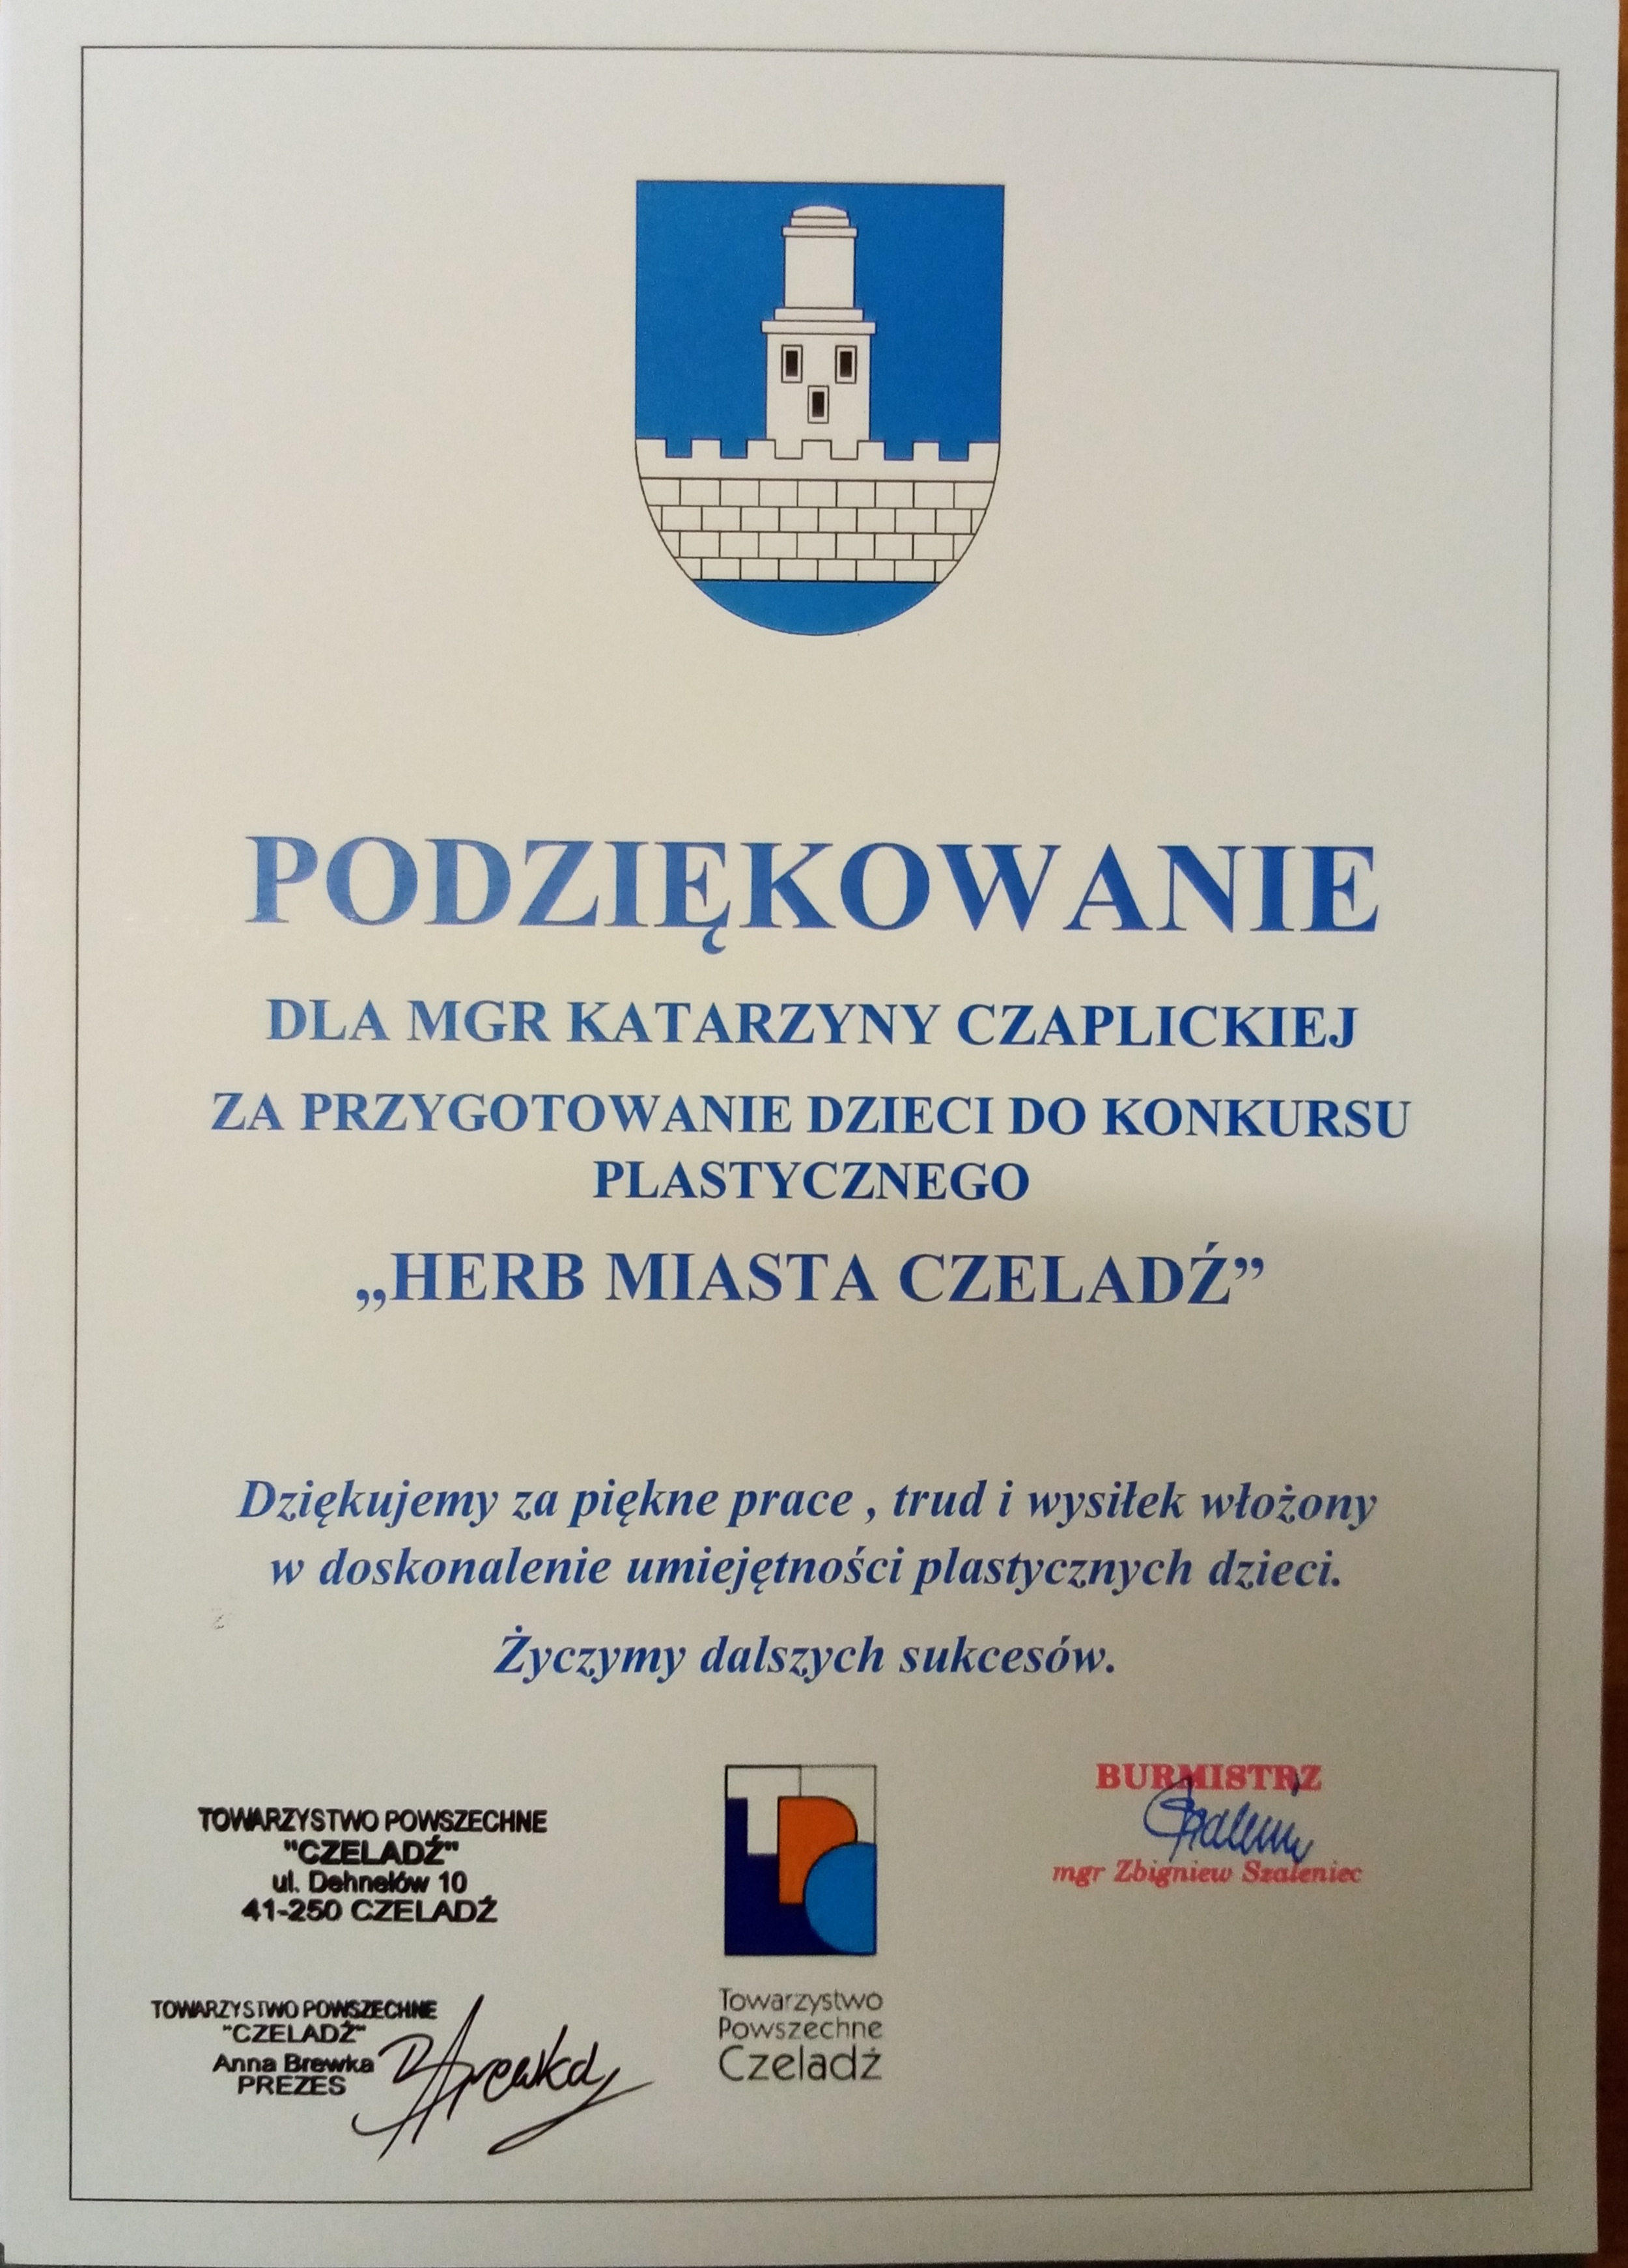 PODZIĘKOWANIE
DLA MGR KATARZYNY CZAPLICKIEJ
ZA PRZYGOTOWANIE DZIECI DO KONKURSU
PLASTYCZNEGO
„HERB MIASTA CZELADŹ”
Dziękujemy za piękne prace , trud i wysiłek włożony
w doskonalenie umiejętności plastycznych dzieci.
Życzymy dalszych sukcesów.
TOWARZYSTWO POWSZECHNE
"CZELADŹ"
ul. Dehnelów 10
41-250 CZELADŹ
TOWARZYSTWO POWSZECHNE
"CZELADŹ"
Anna Brewka
PREZES
ABrewka
TP
Towarzystwo
Powszechne
Czeladź
BURMISTRZ
mgr Zbigniew Szaleniec